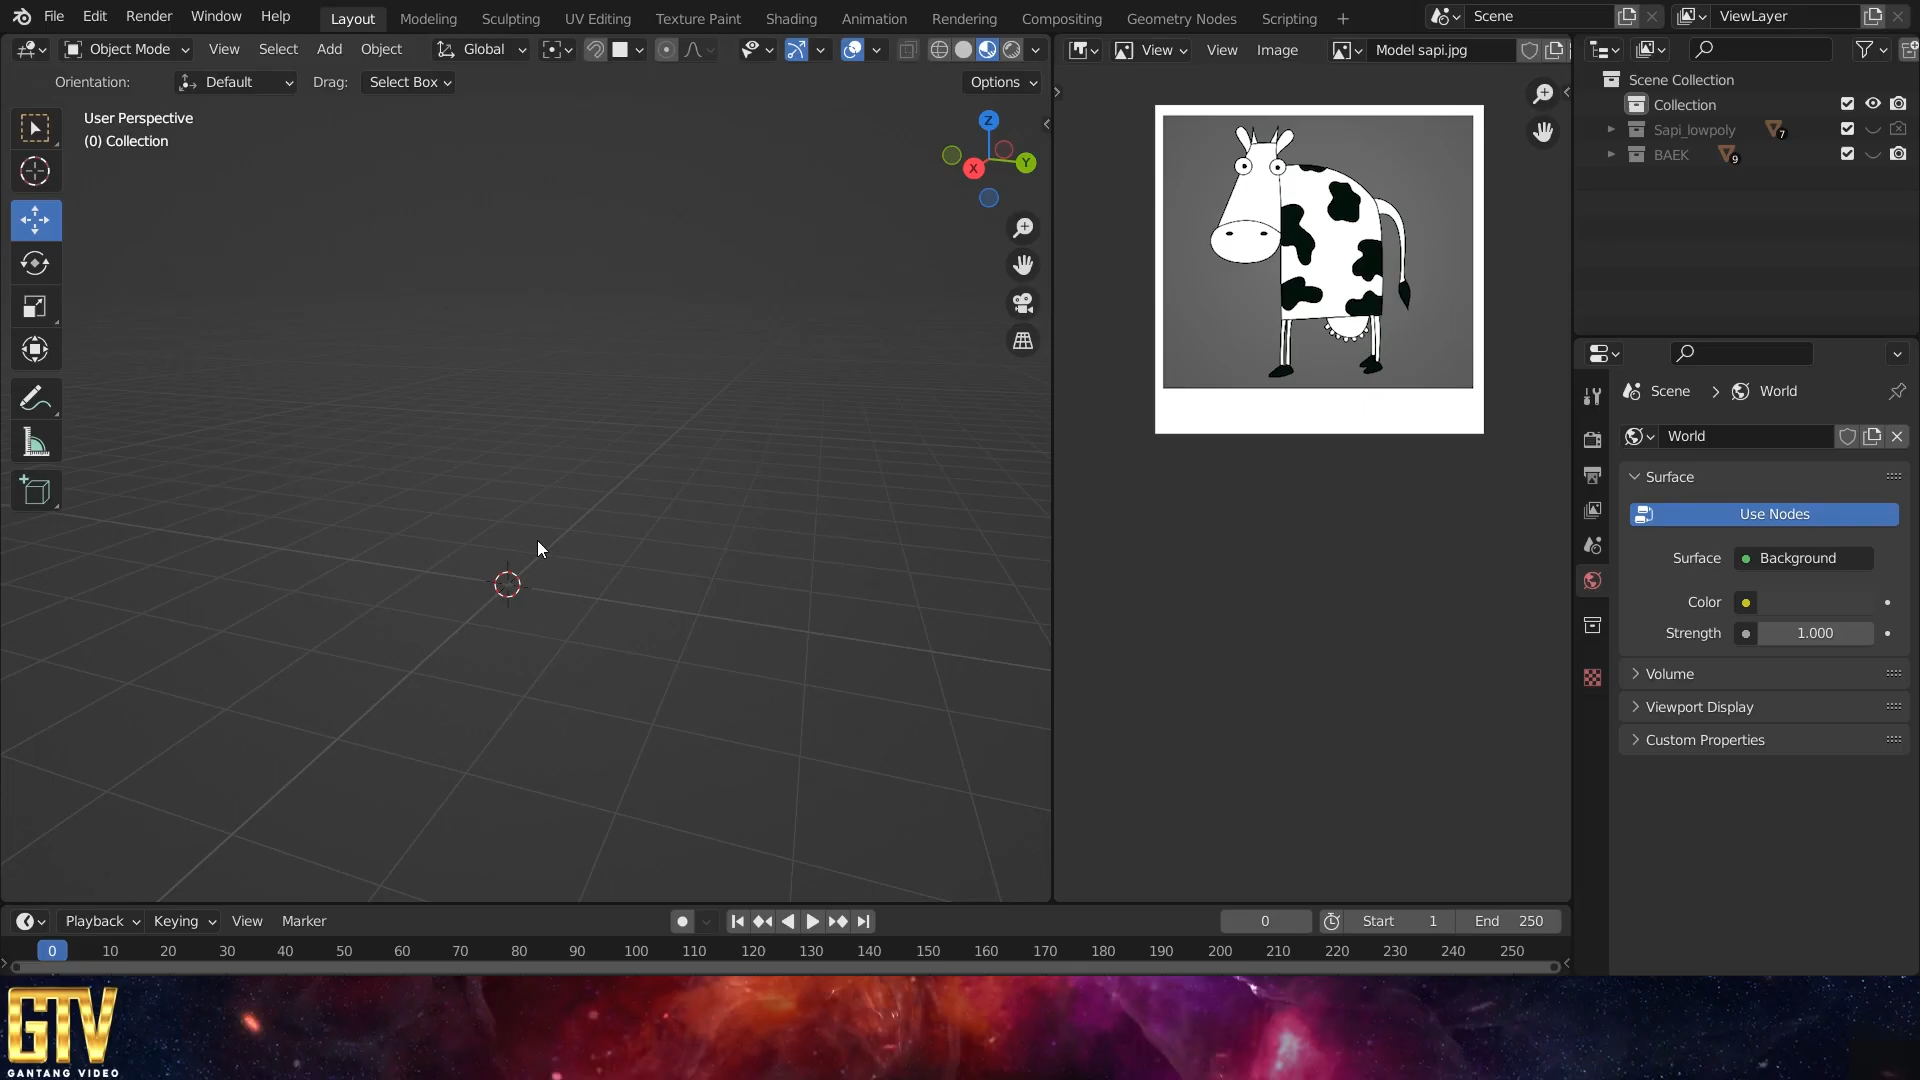 File Edit Render Window Help Layout Modeling Sculpting UV Editing Texture Paint Shading Animation Rendering Compositing Geometry Nodes Scripting + Scene ViewLayer
Object Mode View Select Add Object Global View View Image Model sapi.jpg
Orientation: Default Drag: Select Box Options
Scene Collection
Collection
Sapi_lowpoly 7
BAEK 9
User Perspective
(0) Collection
Z
Y
X
Scene > World
World
Surface
Use Nodes
Surface Background
Color
Strength 1.000
Volume
Viewport Display
Custom Properties
Playback Keying View Marker 0 Start 1 End 250
0 10 20 30 40 50 60 70 80 90 100 110 120 130 140 150 160 170 180 190 200 210 220 230 240 250
GTV
GANTANG VIDEO